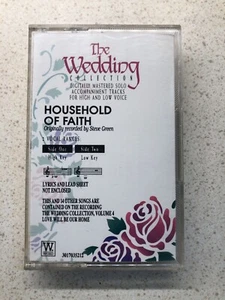 The
Wedding
COLLECTION
DIGITALLY MASTERED SOLO
ACCOMPANIMENT TRACKS
FOR HIGH AND LOW VOICE
HOUSEHOLD
OF FAITH
Originally recorded by Steve Green
VOCAL RANGES
Side One
Side Two
High Key
Low Key
LYRICS AND LEAD SHEET
NOT ENCLOSED
THIS AND 14 OTHER SONGS ARE
CONTAINED ON THE RECORDING
THE WEDDING COLLECTION, VOLUME 4
LOVE WILL BE OUR HOME
W